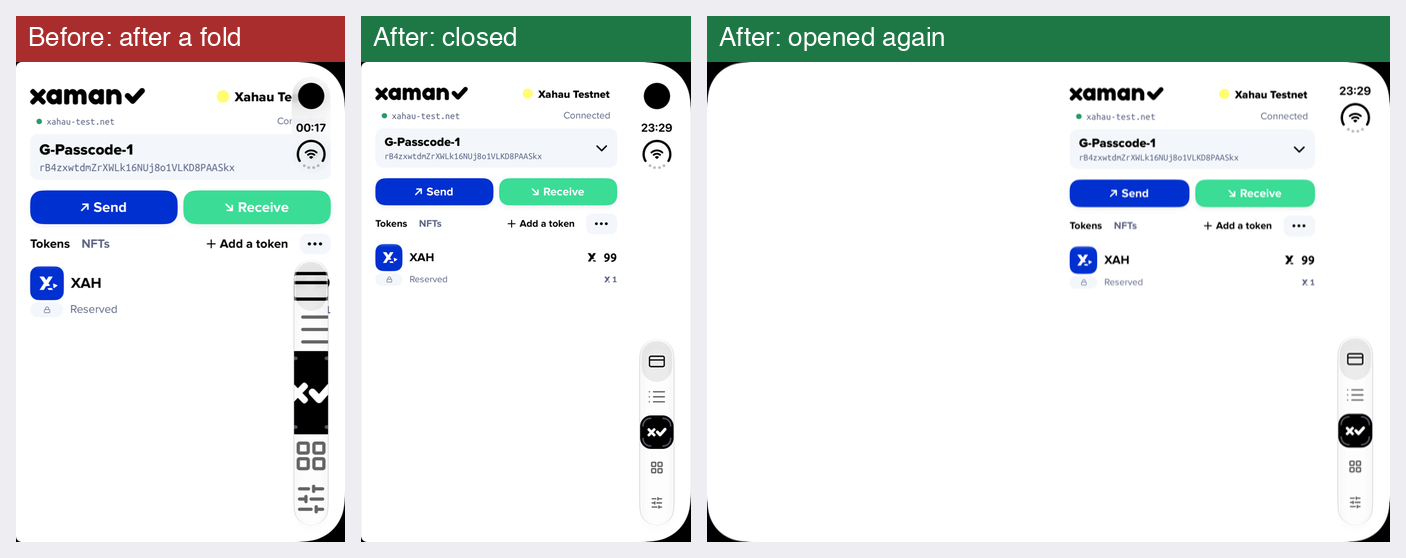 Before: after a fold
xaman
Xahau Te
xahau-test.net
Con
00:17
G-Passcode-1
rB4zxwtdmZrXWLk16NUj8o1VLKD8PAASkx
Send
Receive
Tokens NFTs + Add a token
XAH
Reserved
After: closed
xaman
Xahau Testnet
xahau-test.net
Connected
23:29
G-Passcode-1
rB4zxwtdmZrXWLk16NUj8o1VLKD8PAASkx
Send
Receive
Tokens NFTs + Add a token
XAH
99
Reserved
1
After: opened again
xaman
Xahau Testnet
23:29
xahau-test.net
Connected
G-Passcode-1
rB4zxwtdmZrXWLk16NUj8o1VLKD8PAASkx
Send
Receive
Tokens NFTs + Add a token
XAH
99
Reserved
1